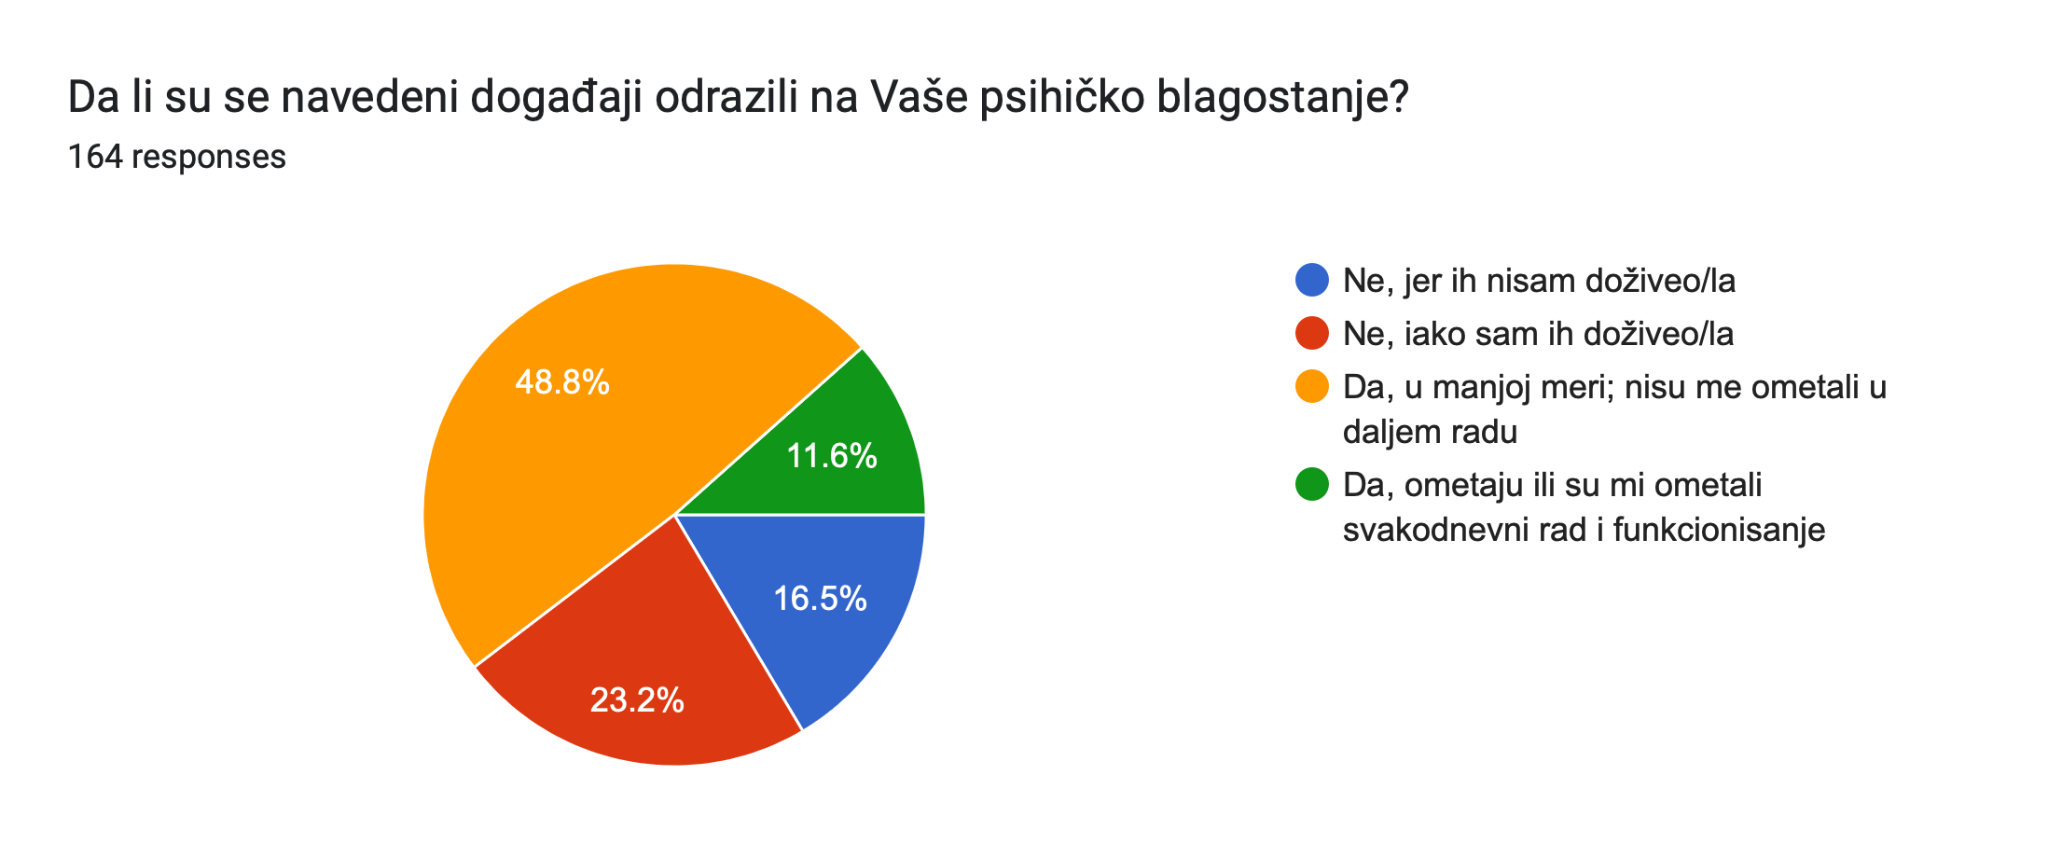 Da li su se navedeni događaji odrazili na Vaše psihičko blagostanje?
164 responses
48.8%
11.6%
16.5%
23.2%
Ne, jer ih nisam doživeo/la
Ne, iako sam ih doživeo/la
Da, u manjoj meri; nisu me ometali u
daljem radu
Da, ometaju ili su mi ometali
svakodnevni rad i funkcionisanje